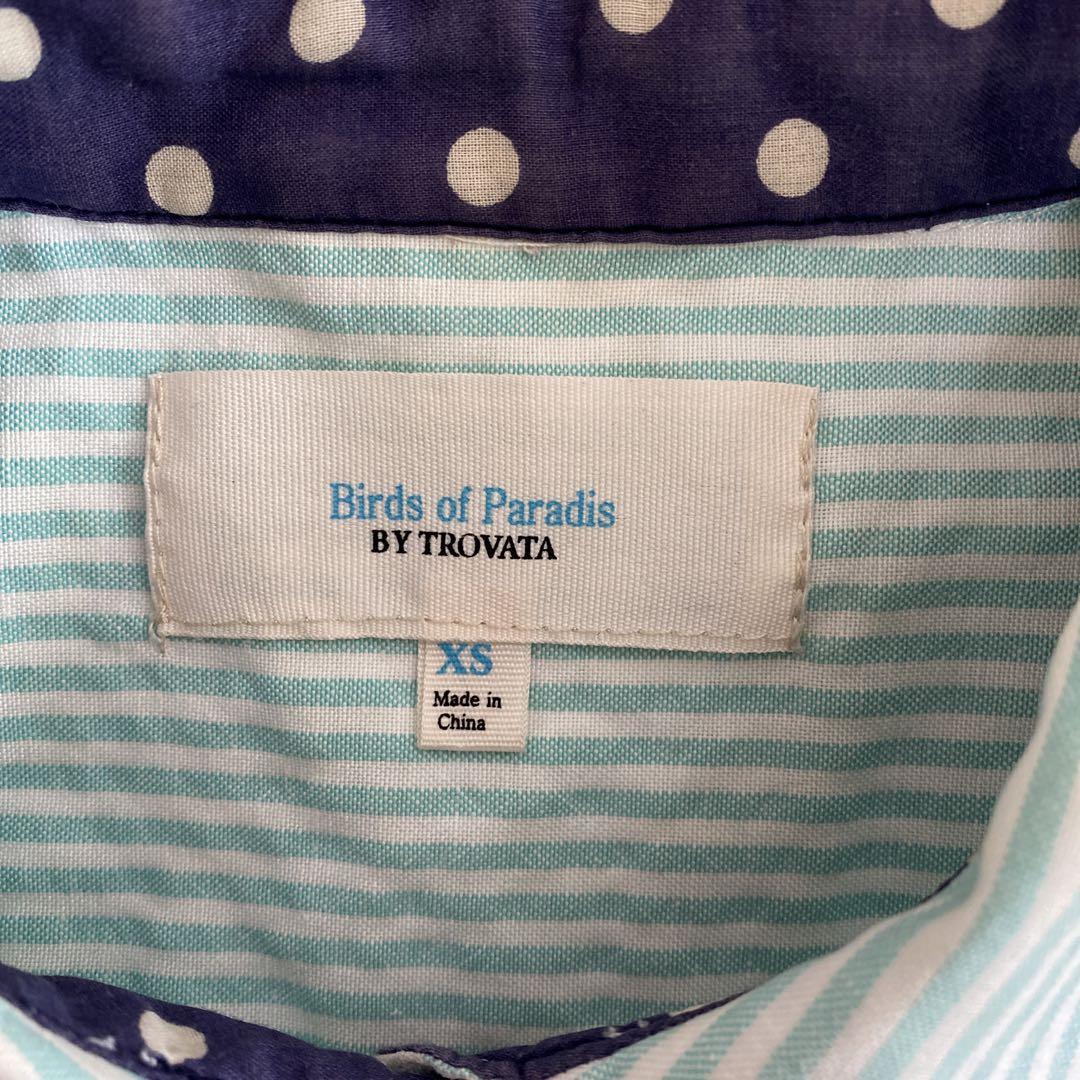 Birds of Paradis
BY TROVATA
XS
Made in
China